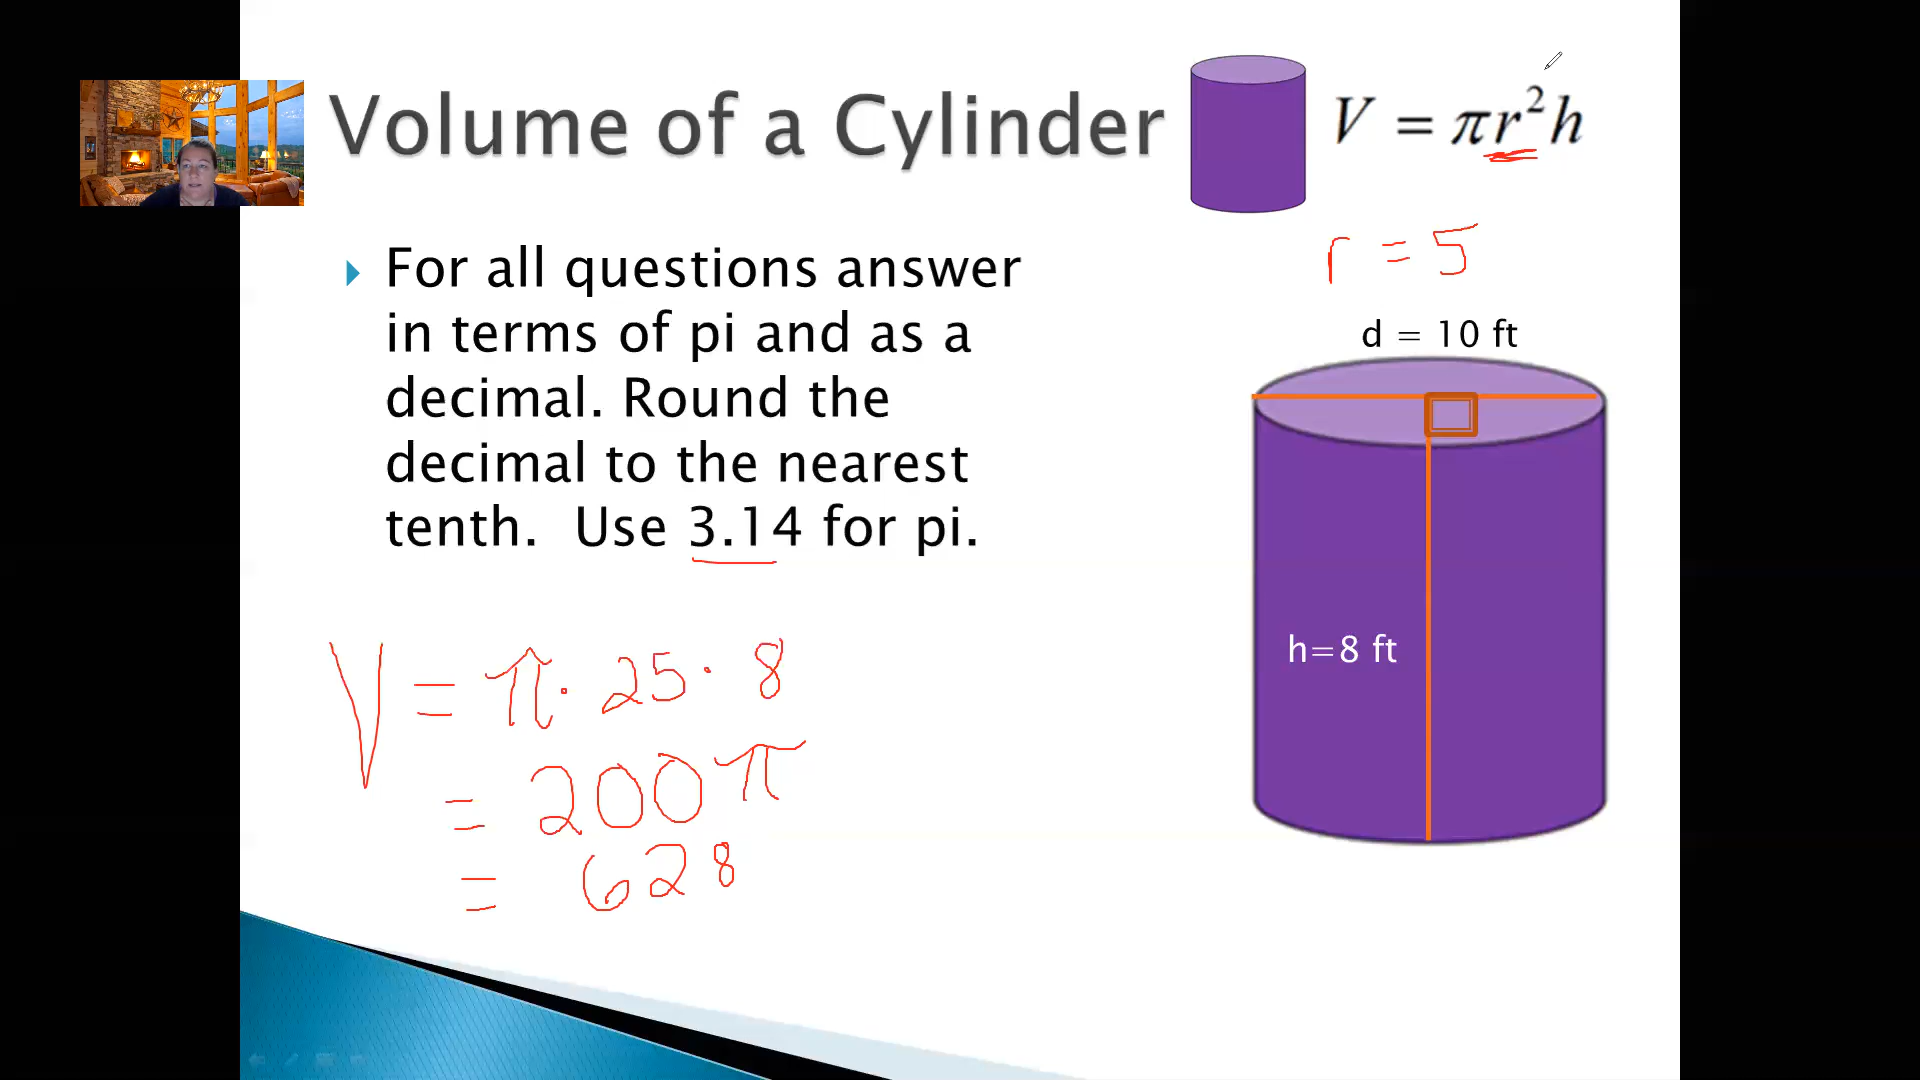 Volume of a Cylinder
V = πr²h
r = 5
For all questions answer
in terms of pi and as a
decimal. Round the
decimal to the nearest
tenth. Use 3.14 for pi.
d = 10 ft
h=8 ft
V = π · 25 · 8
= 200π
= 628